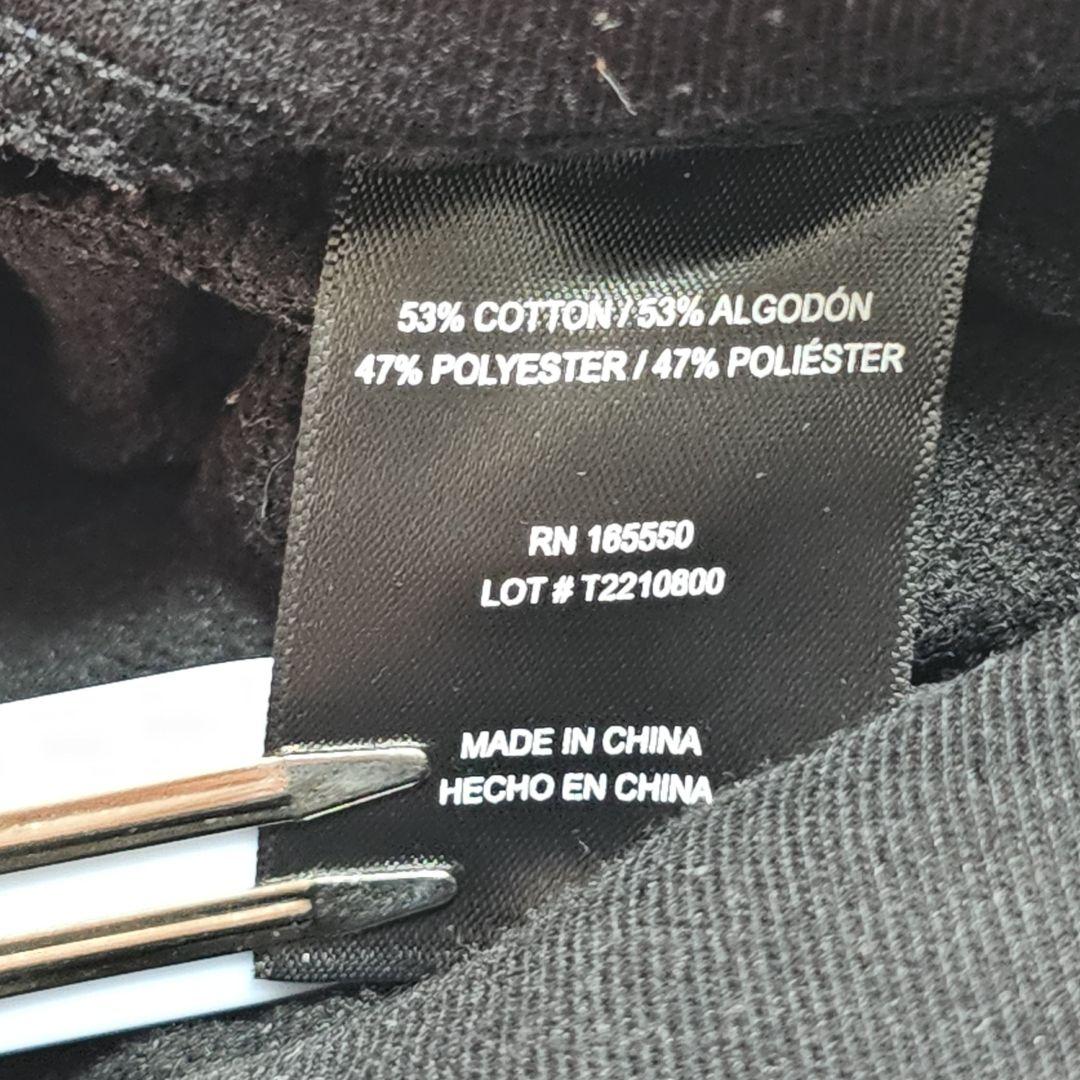 53% COTTON / 53% ALGODÓN
47% POLYESTER / 47% POLIÉSTER
RN 165550
LOT # T2210800
MADE IN CHINA
HECHO EN CHINA